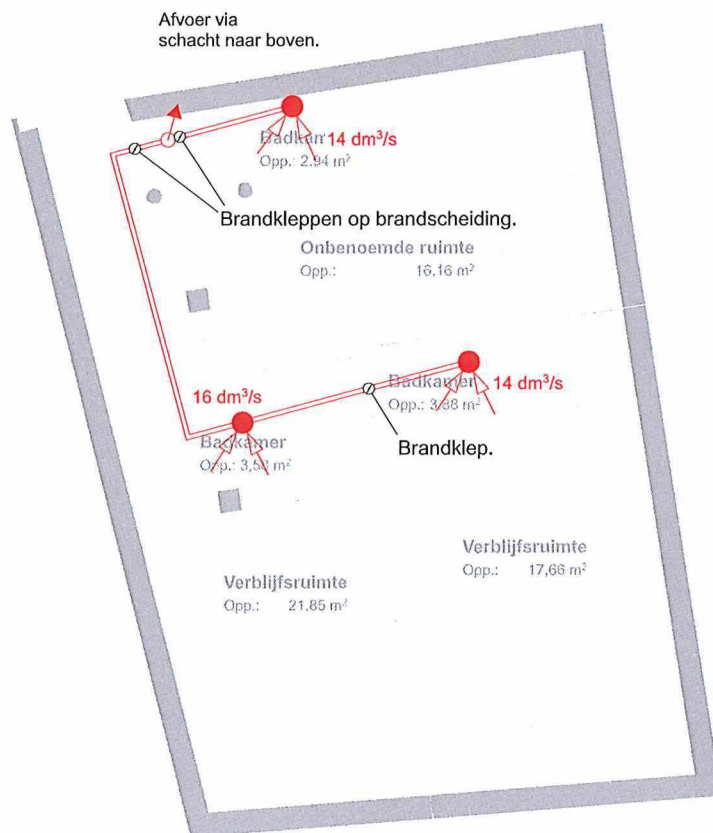 Afvoer via
schacht naar boven.
14 dm³/s
Opp.: 2.94 m²
Brandkleppen op brandscheiding.
Onbenoemde ruimte
Opp.: 16,16 m²
16 dm³/s
Badkamer
14 dm³/s
Opp.: 3,38 m²
Badkamer
Opp.: 3,53 m²
Brandklep.
Verblijfsruimte
Opp.: 17,66 m²
Verblijfsruimte
Opp.: 21,85 m²